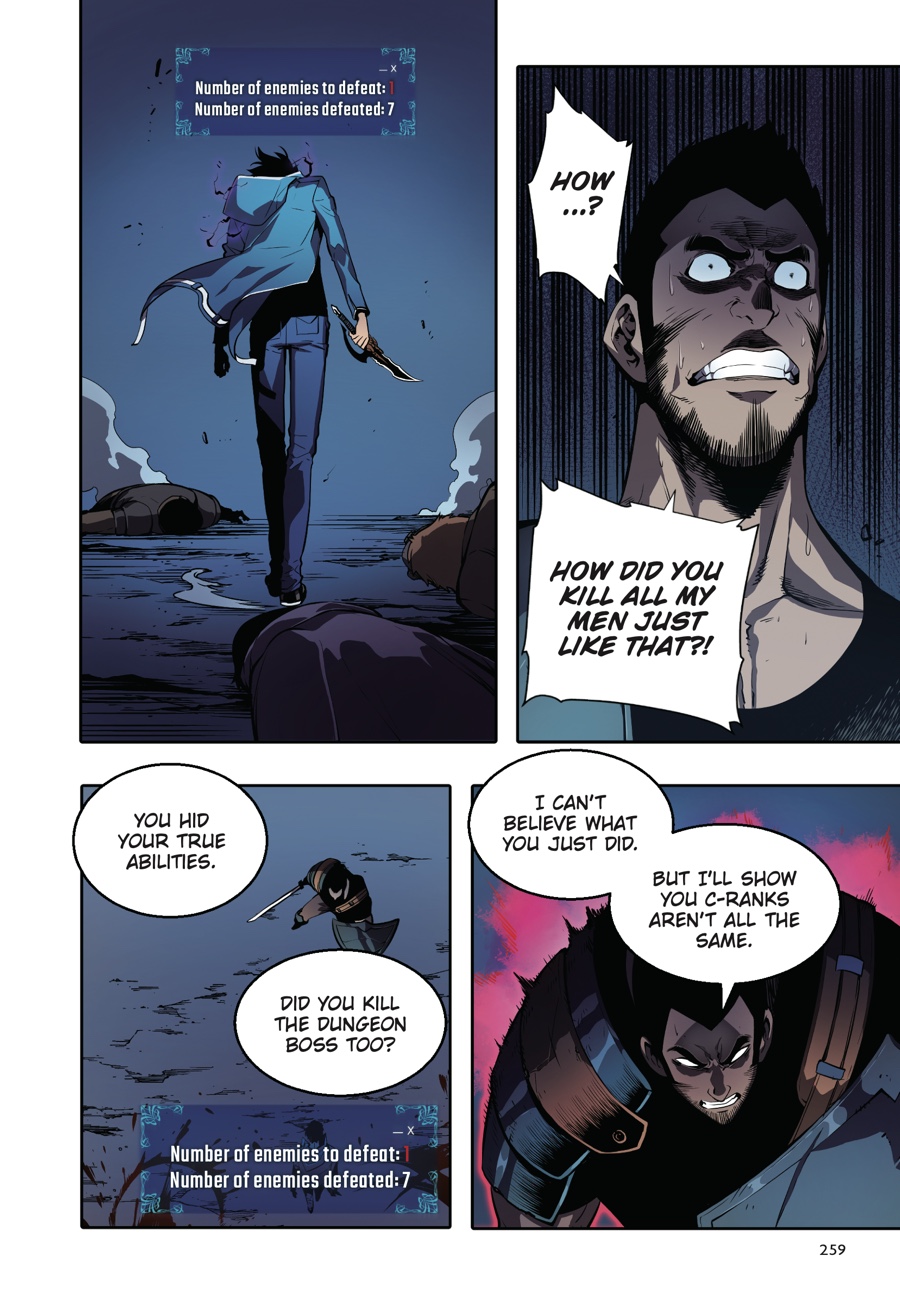 _ X
Number of enemies to defeat: 1
Number of enemies defeated: 7
HOW
...?
HOW DID YOU
KILL ALL MY
MEN JUST
LIKE THAT?!
YOU HID
YOUR TRUE
ABILITIES.
DID YOU KILL
THE DUNGEON
BOSS TOO?
_ X
Number of enemies to defeat: 1
Number of enemies defeated: 7
I CAN'T
BELIEVE WHAT
YOU JUST DID.
BUT I'LL SHOW
YOU C-RANKS
AREN'T ALL THE
SAME.
259